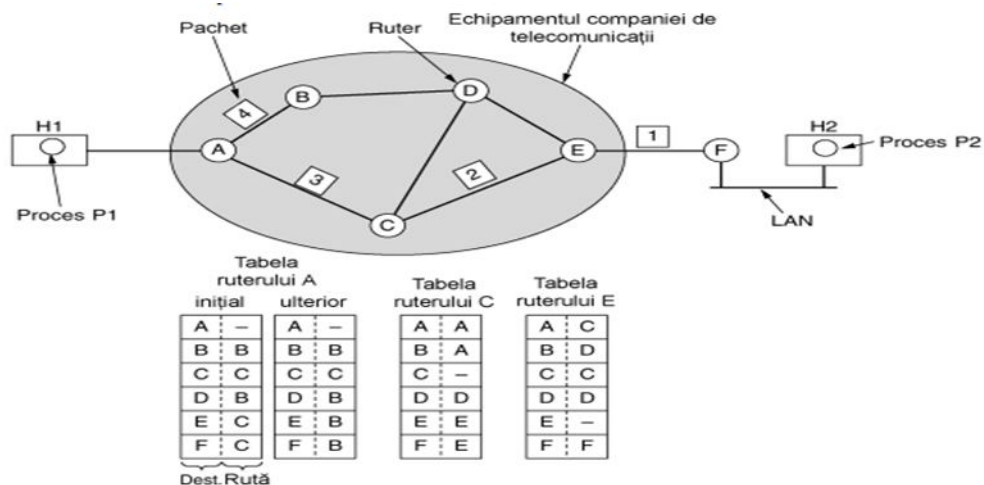 Pachet
Ruter
Echipamentul companiei de
telecomunicații
H1
A
B
C
D
E
F
H2
4
3
2
1
Proces P1
Proces P2
LAN
Tabela
ruterului A
inițial ulterior
A – A –
B B B B
C C C C
D B D B
E C E B
F C F B
Dest. Rută
Tabela
ruterului C
A A
B A
C –
D D
E E
F E
Tabela
ruterului E
A C
B D
C C
D D
E –
F F